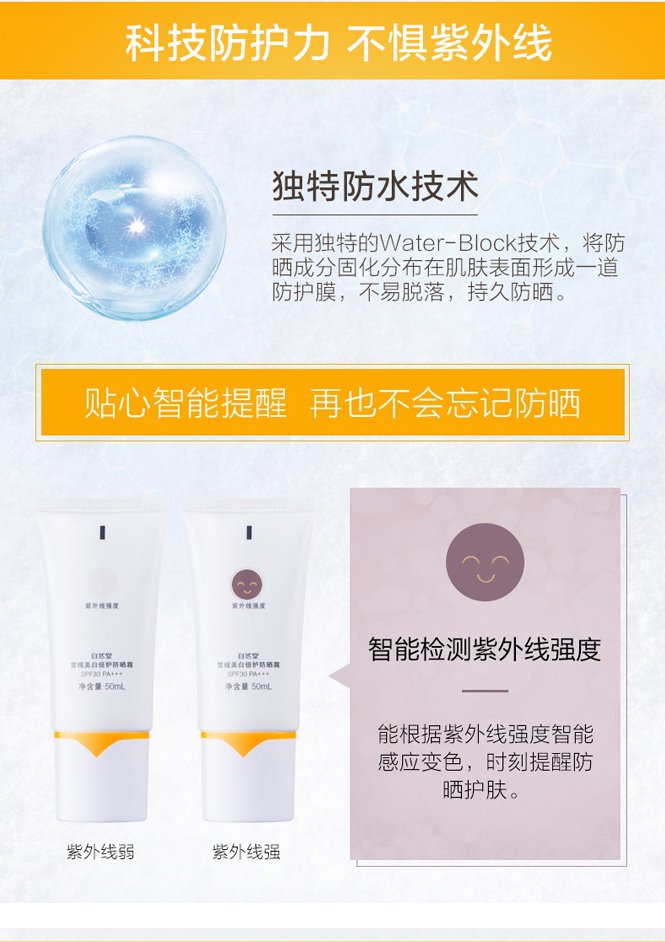 科技防护力 不惧紫外线
独特防水技术
采用独特的Water-Block技术，将防
晒成分固化分布在肌肤表面形成一道
防护膜，不易脱落，持久防晒。
贴心智能提醒 再也不会忘记防晒
紫外线强度
自然堂
雪域美白倍护防晒霜
SPF30 PA+++
净含量 50mL
紫外线弱
紫外线强度
自然堂
雪域美白倍护防晒霜
SPF30 PA+++
净含量 50mL
紫外线强
智能检测紫外线强度
能根据紫外线强度智能
感应变色，时刻提醒防
晒护肤。